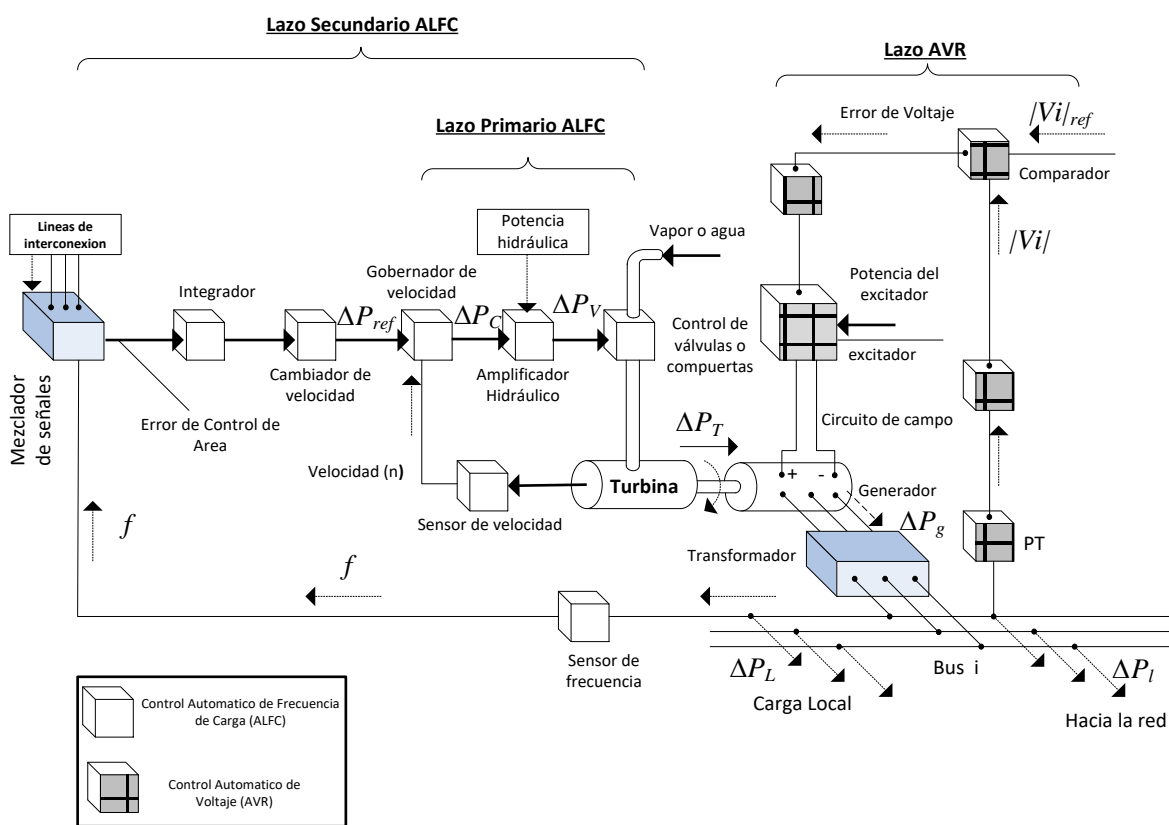 Lazo Secundario ALFC
Lazo AVR
Lazo Primario ALFC
Error de Voltaje
|Vi|ref
Comparador
|Vi|
Lineas de
interconexion
Potencia
hidráulica
Vapor o agua
Integrador
Gobernador de
velocidad
ΔPref
ΔPC
ΔPV
Potencia del
excitador
excitador
Control de
válvulas o
compuertas
Cambiador de
velocidad
Amplificador
Hidráulico
Mezclador
de señales
Error de Control de
Area
Circuito de campo
ΔPT
Velocidad (n)
Turbina
+ -
Generador
Sensor de velocidad
ΔPg
PT
Transformador
f
f
Sensor de
frecuencia
ΔPL
Bus i
ΔPl
Carga Local
Hacia la red
Control Automatico de Frecuencia
de Carga (ALFC)
Control Automatico de
Voltaje (AVR)